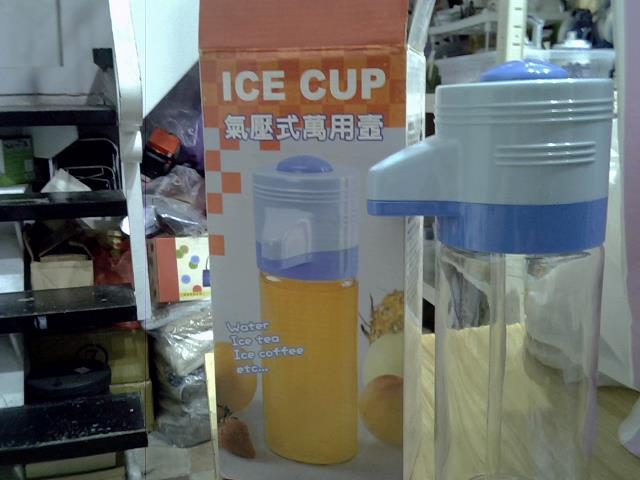 ICE CUP
氣壓式萬用壺
Water
Ice tea
Ice coffee
etc...